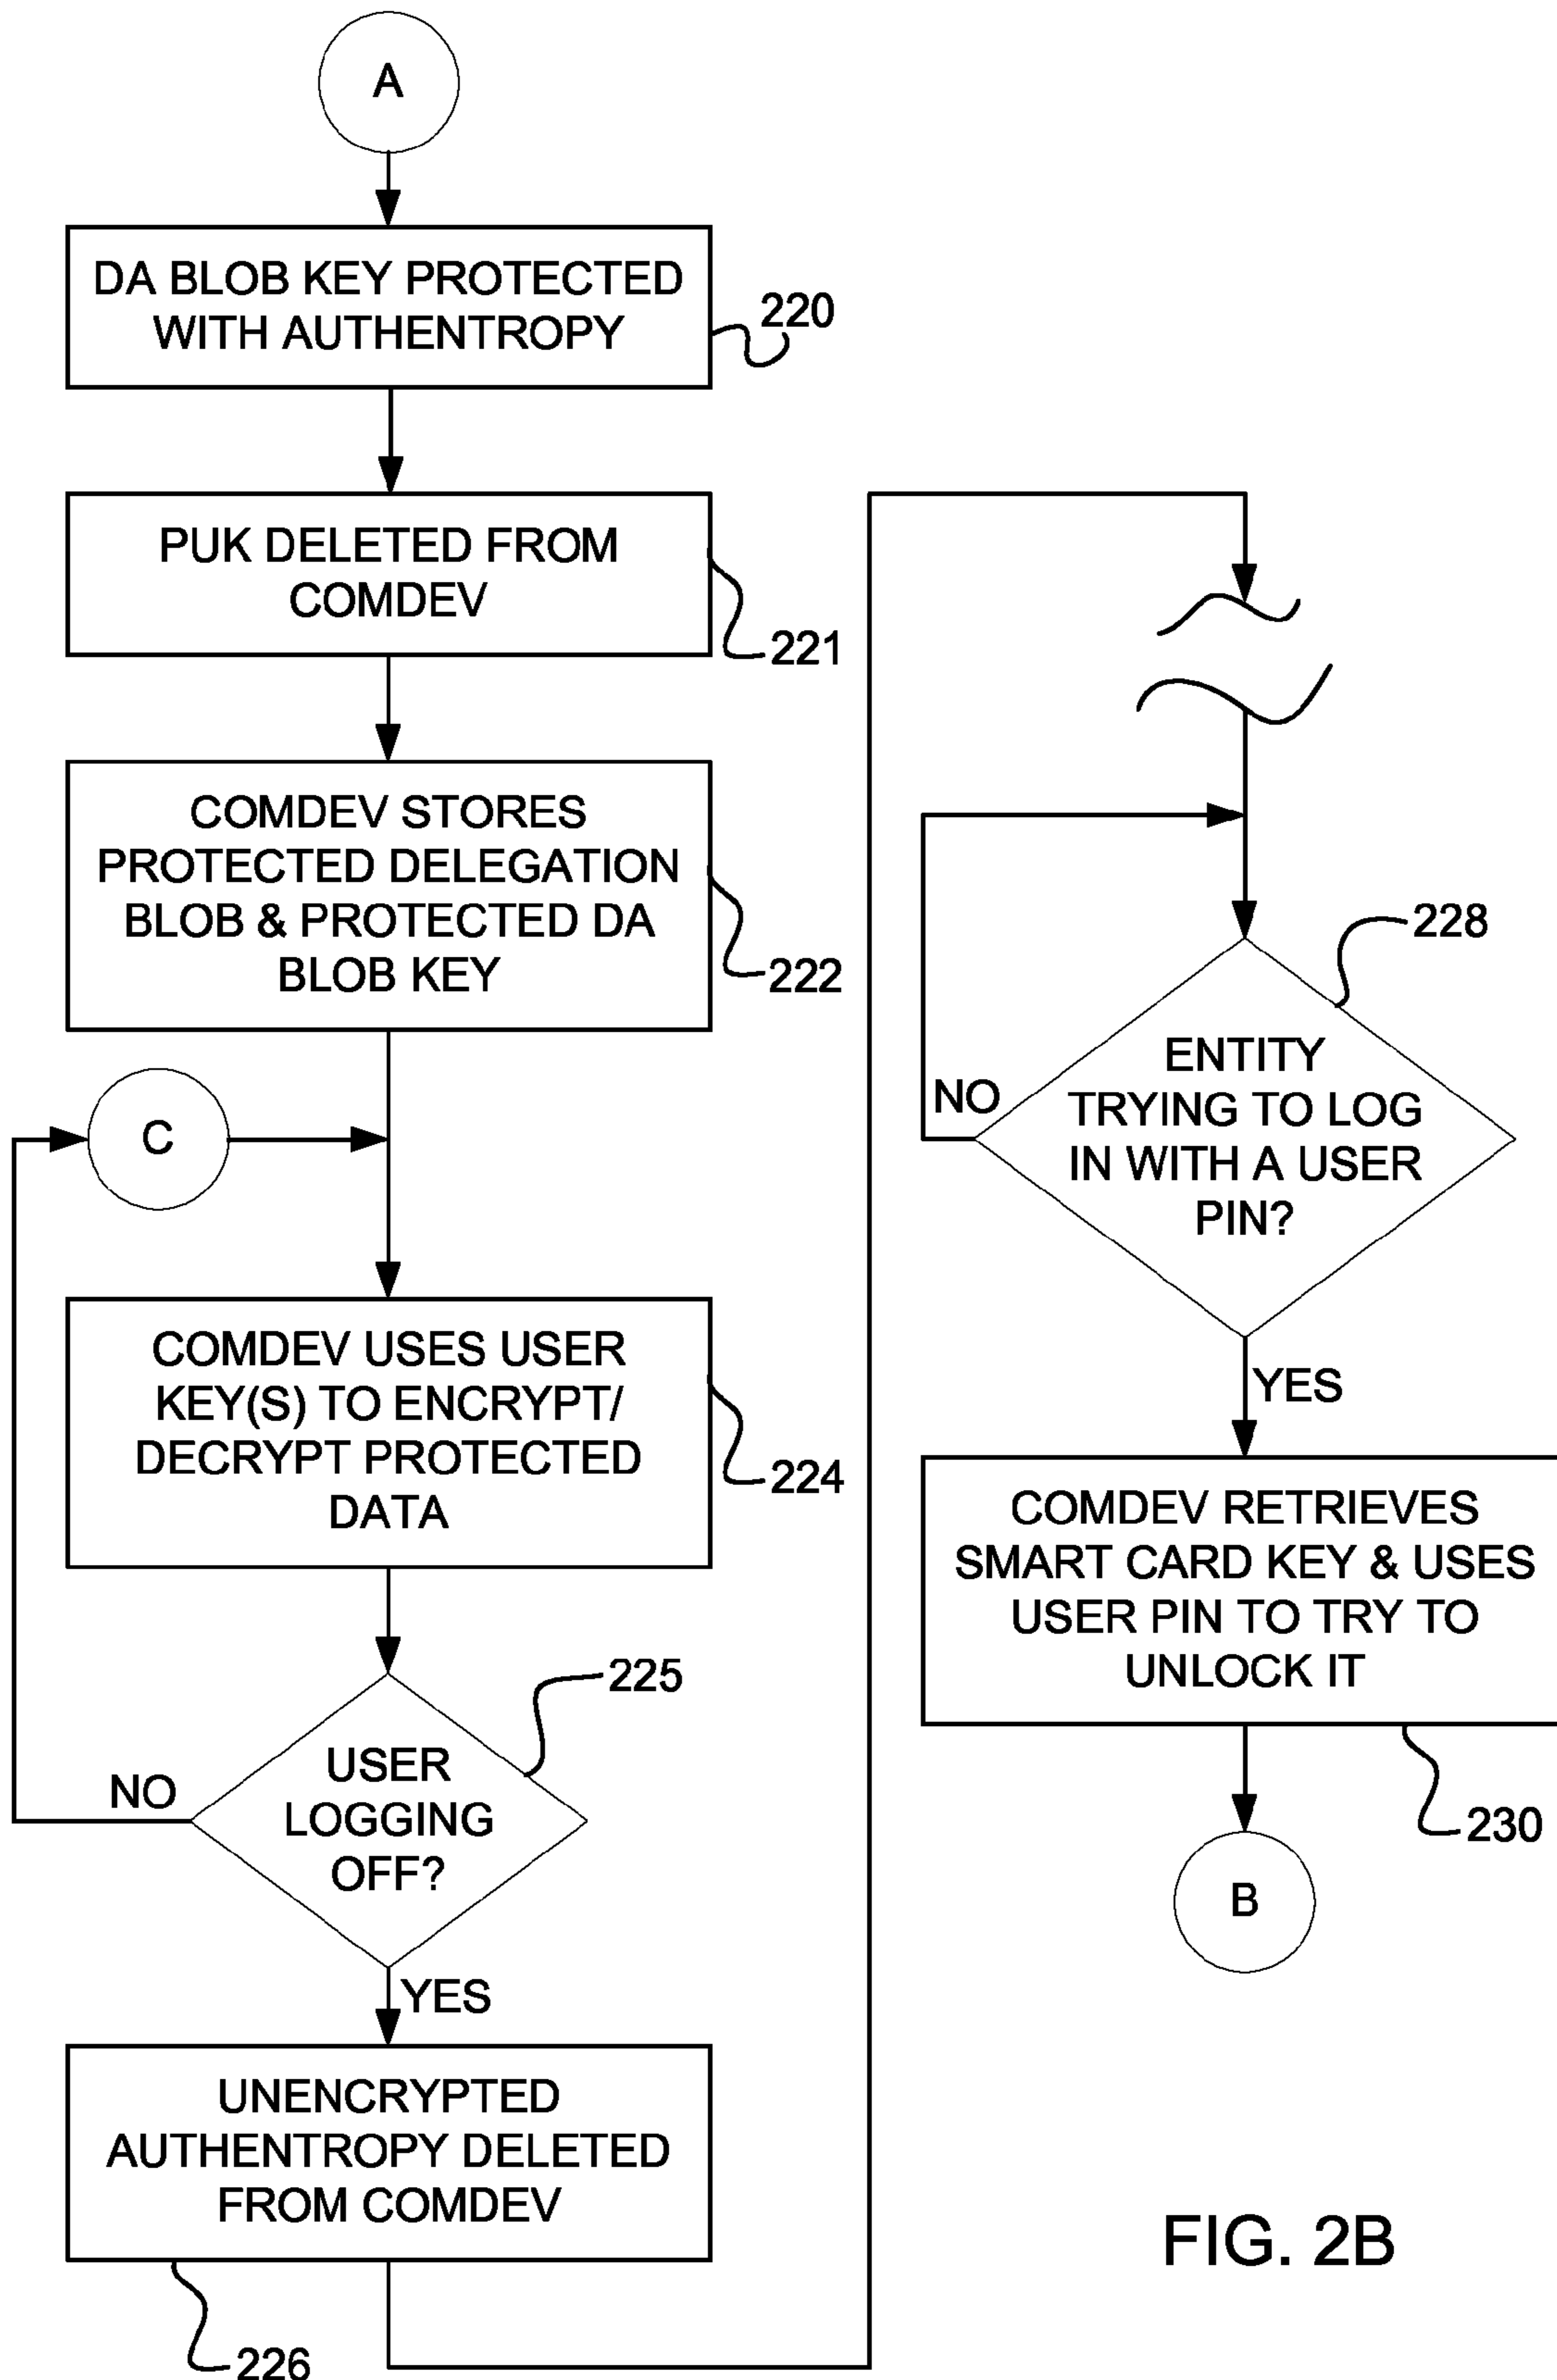 A
DA BLOB KEY PROTECTED
WITH AUTHENTROPY
220
PUK DELETED FROM
COMDEV
221
COMDEV STORES
PROTECTED DELEGATION
BLOB & PROTECTED DA
BLOB KEY
222
C
COMDEV USES USER
KEY(S) TO ENCRYPT/
DECRYPT PROTECTED
DATA
224
225
USER
LOGGING
OFF?
NO
YES
UNENCRYPTED
AUTHENTROPY DELETED
FROM COMDEV
226
228
ENTITY
TRYING TO LOG
IN WITH A USER
PIN?
NO
YES
COMDEV RETRIEVES
SMART CARD KEY & USES
USER PIN TO TRY TO
UNLOCK IT
230
B
FIG. 2B